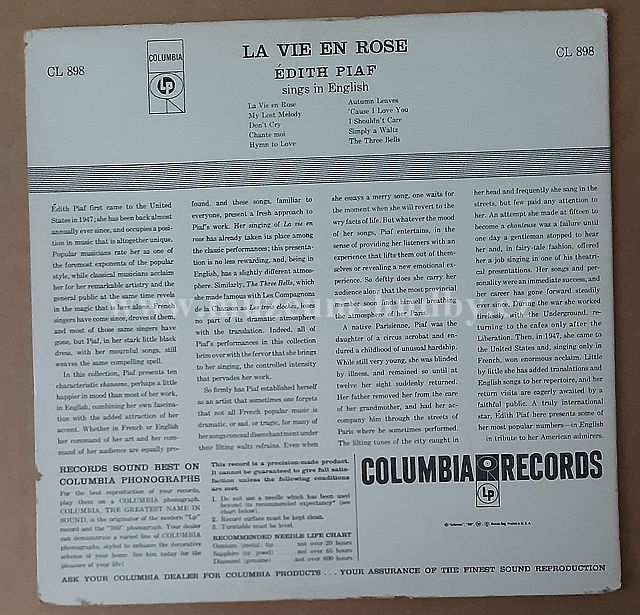 LA VIE EN ROSE
CL 898
COLUMBIA
LP
CL 898
ÉDITH PIAF
sings in English
La Vie en Rose
My Lost Melody
Don't Cry
Chante moi
Hymn to Love
Autumn Leaves
'Cause I Love You
I Shouldn't Care
Simply a Waltz
The Three Bells
Édith Piaf first came to the United
States in 1947; she has been back almost
annually ever since, and occupies a posi-
tion in music that is altogether unique.
Popular musicians rate her as one of
the foremost exponents of the popular
style, while classical musicians acclaim
her for her remarkable artistry and the
general public at the same time revels
in the magic that is hers alone. French
singers have come since, droves of them,
and most of those same singers have
gone, but Piaf, in her stark little black
dress, with her mournful songs, still
weaves the same compelling spell.
In this collection, Piaf presents ten
characteristic chansons, perhaps a little
happier in mood than most of her work,
in English, combining her own fascina-
tion with the added attraction of her
accent. Whether in French or English
her command of her art and her com-
mand of her audience are equally pro-
found, and these songs, familiar to
everyone, present a fresh approach to
Piaf's work. Her singing of La vie en
rose has already taken its place among
the classic performances; this presenta-
tion is no less rewarding, and, being in
English, has a slightly different atmos-
phere. Similarly, The Three Bells, which
she made famous with Les Compagnons
de la Chanson as Les trois cloches, loses
no part of its dramatic atmosphere
with the translation. Indeed, all of
Piaf's performances in this collection
brim over with the fervor that she brings
to her singing, the controlled intensity
that pervades her work.
So firmly has Piaf established herself
as an artist that sometimes one forgets
that not all French popular music is
dramatic, or sad, or tragic, for many of
her songs conceal disenchantment under
their lilting waltz refrains. Even when
she essays a merry song, one waits for
the moment when she will revert to the
wry facts of life. But whatever the mood
of her songs, Piaf entertains, in the
sense of providing her listeners with an
experience that lifts them out of them-
selves or revealing a new emotional ex-
perience. So deftly does she carry her
audience along that the most provincial
listener soon finds himself breathing
the atmosphere of her Paris.
A native Parisienne, Piaf was the
daughter of a circus acrobat and en-
dured a childhood of unusual hardship.
While still very young, she was blinded
by illness, and remained so until at
twelve her sight suddenly returned.
Her father removed her from the care
of her grandmother, and had her ac-
company him through the streets of
Paris where he sometimes performed.
The lilting tunes of the city caught in
her head and frequently she sang in the
streets, but few paid any attention to
her. An attempt she made at fifteen to
become a chanteuse was a failure until
one day a gentleman stopped to hear
her and, in fairy-tale fashion, offered
her a job singing in one of his theatri-
cal presentations. Her songs and per-
sonality were an immediate success, and
her career has gone forward steadily
ever since. During the war she worked
tirelessly with the Underground, re-
turning to the cafes only after the
Liberation. Then, in 1947, she came to
the United States and, singing only in
French, won enormous acclaim. Little
by little she has added translations and
English songs to her repertoire, and her
return visits are eagerly awaited by a
faithful public. A truly international
star, Édith Piaf here presents some of
her most popular numbers—in English
in tribute to her American admirers.
RECORDS SOUND BEST ON
COLUMBIA PHONOGRAPHS
For the best reproduction of your records,
play them on a COLUMBIA phonograph.
COLUMBIA, THE GREATEST NAME IN
SOUND, is the originator of the modern "Lp"
record and the "360" phonograph. Your dealer
can demonstrate a varied line of COLUMBIA
phonographs, styled to enhance the decorative
scheme of your home. See him today for the
pleasure of your life!
This record is a precision-made product.
It cannot be guaranteed to give full satis-
faction unless the following conditions
are met:
1. Do not use a needle which has been used
beyond its recommended expectancy* (see
chart below).
2. Record surface must be kept clean.
3. Turntable must be level.
RECOMMENDED NEEDLE LIFE CHART
Osmium (metal) tip ... not over 20 hours
Sapphire (syn. jewel) ... not over 65 hours
Diamond (genuine) ... not over 800 hours
COLUMBIA RECORDS
LP
ASK YOUR COLUMBIA DEALER FOR COLUMBIA PRODUCTS ... YOUR ASSURANCE OF THE FINEST SOUND REPRODUCTION